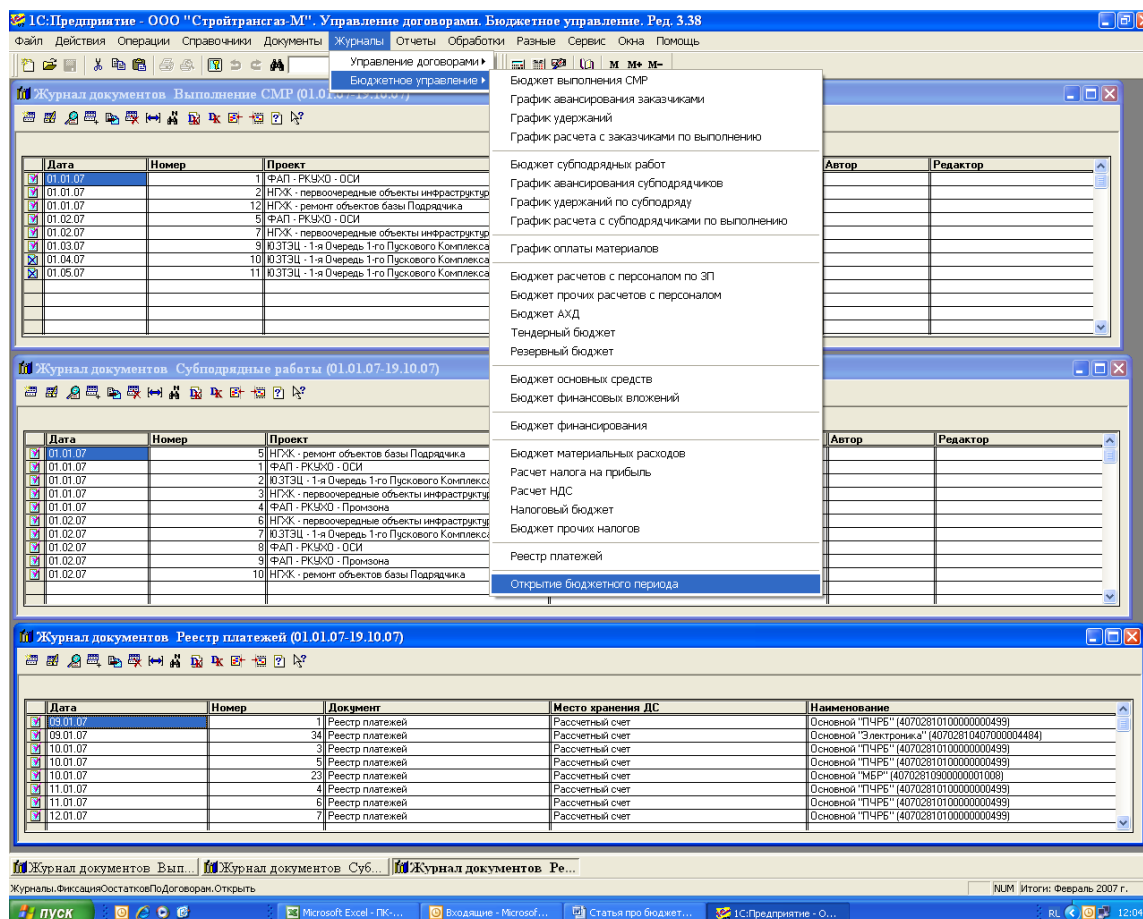 1С:Предприятие - ООО "Стройтрансгаз-М". Управление договорами. Бюджетное управление. Ред. 3.38
Файл Действия Операции Справочники Документы Журналы Отчеты Обработки Разные Сервис Окна Помощь
M M+ M-
Управление договорами
Бюджетное управление
Бюджет выполнения СМР
График авансирования заказчиками
График удержаний
График расчета с заказчиками по выполнению
Бюджет субподрядных работ
График авансирования субподрядчиков
График удержаний по субподряду
График расчета с субподрядчиками по выполнению
График оплаты материалов
Бюджет расчетов с персоналом по ЗП
Бюджет прочих расчетов с персоналом
Бюджет АХД
Тендерный бюджет
Резервный бюджет
Бюджет основных средств
Бюджет финансовых вложений
Бюджет финансирования
Бюджет материальных расходов
Расчет налога на прибыль
Расчет НДС
Налоговый бюджет
Бюджет прочих налогов
Реестр платежей
Открытие бюджетного периода
Журнал документов Выполнение СМР (01.01.07-19.10.07)
Дата Номер Проект Автор Редактор
01.01.07 1 ФАП - РКУХО - ОСИ
01.01.07 2 НГХК - первоочередные объекты инфраструктур
01.01.07 12 НГХК - ремонт объектов базы Подрядчика
01.02.07 5 ФАП - РКУХО - ОСИ
01.02.07 7 НГХК - первоочередные объекты инфраструктур
01.03.07 9 ЮЗТЭЦ - 1-я Очередь 1-го Пускового Комплекса
01.04.07 10 ЮЗТЭЦ - 1-я Очередь 1-го Пускового Комплекса
01.05.07 11 ЮЗТЭЦ - 1-я Очередь 1-го Пускового Комплекса
Журнал документов Субподрядные работы (01.01.07-19.10.07)
Дата Номер Проект Автор Редактор
01.01.07 5 НГХК - ремонт объектов базы Подрядчика
01.01.07 1 ФАП - РКУХО - ОСИ
01.01.07 2 ЮЗТЭЦ - 1-я Очередь 1-го Пускового Комплекса
01.01.07 3 НГХК - первоочередные объекты инфраструктур
01.01.07 4 ФАП - РКУХО - Промзона
01.02.07 6 НГХК - первоочередные объекты инфраструктур
01.02.07 7 ЮЗТЭЦ - 1-я Очередь 1-го Пускового Комплекса
01.02.07 8 ФАП - РКУХО - ОСИ
01.02.07 9 ФАП - РКУХО - Промзона
01.02.07 10 НГХК - ремонт объектов базы Подрядчика
Журнал документов Реестр платежей (01.01.07-19.10.07)
Дата Номер Документ Место хранения ДС Наименование
09.01.07 1 Реестр платежей Рассчетный счет Основной "ПЧРБ" (40702810100000000499)
09.01.07 34 Реестр платежей Рассчетный счет Основной "Электроника" (40702810407000004484)
10.01.07 3 Реестр платежей Рассчетный счет Основной "ПЧРБ" (40702810100000000499)
10.01.07 5 Реестр платежей Рассчетный счет Основной "ПЧРБ" (40702810100000000499)
10.01.07 23 Реестр платежей Рассчетный счет Основной "МБР" (40702810900000001008)
11.01.07 4 Реестр платежей Рассчетный счет Основной "ПЧРБ" (40702810100000000499)
11.01.07 6 Реестр платежей Рассчетный счет Основной "ПЧРБ" (40702810100000000499)
12.01.07 7 Реестр платежей Рассчетный счет Основной "ПЧРБ" (40702810100000000499)
Журнал документов Вып... Журнал документов Суб... Журнал документов Ре...
Журналы.ФиксацияОостатковПоДоговорам.Открыть NUM Итоги: Февраль 2007 г.
пуск Microsoft Excel - ПК-... Входящие - Microsof... Статья про бюджет... 1С:Предприятие - О... RL 12:04